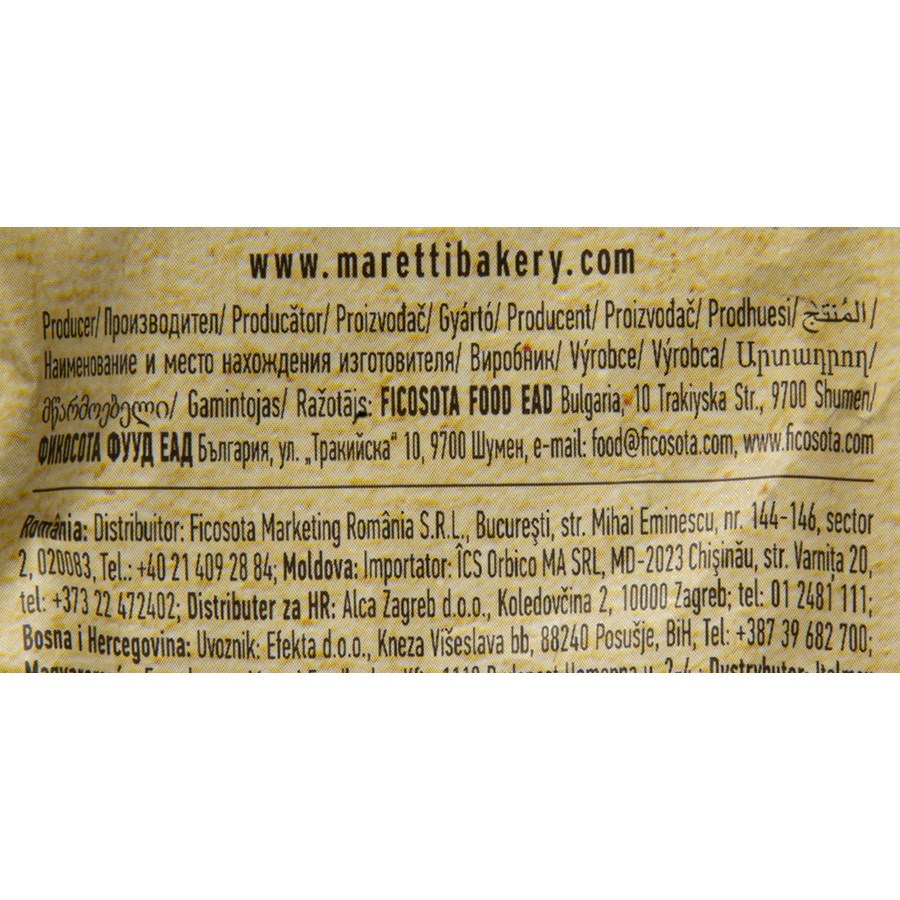 www.marettibakery.com
Producer/ Производител/ Producător/ Proizvođač/ Gyártó/ Producent/ Proizvođač/ Prodhuesi/ المُنتَج/
Наименование и место нахождения изготовителя/ Виробник/ Výrobce/ Výrobca/ Արտադրող/
მწარმოებელი/ Gamintojas/ Ražotājs: FICOSOTA FOOD EAD Bulgaria, 10 Trakiyska Str., 9700 Shumen/
ФИКОСОТА ФУУД ЕАД България, ул. „Тракийска“ 10, 9700 Шумен, e-mail: food@ficosota.com, www.ficosota.com
România: Distribuitor: Ficosota Marketing România S.R.L., Bucureşti, str. Mihai Eminescu, nr. 144-146, sector
2, 020083, Tel.: +40 21 409 28 84; Moldova: Importator: ÎCS Orbico MA SRL, MD-2023 Chişinău, str. Varnița 20,
tel: +373 22 472402; Distributer za HR: Alca Zagreb d.o.o., Koledovčina 2, 10000 Zagreb; tel: 01 2481 111;
Bosna i Hercegovina: Uvoznik: Efekta d.o.o., Kneza Višeslava bb, 88240 Posušje, BiH, Tel: +387 39 682 700;